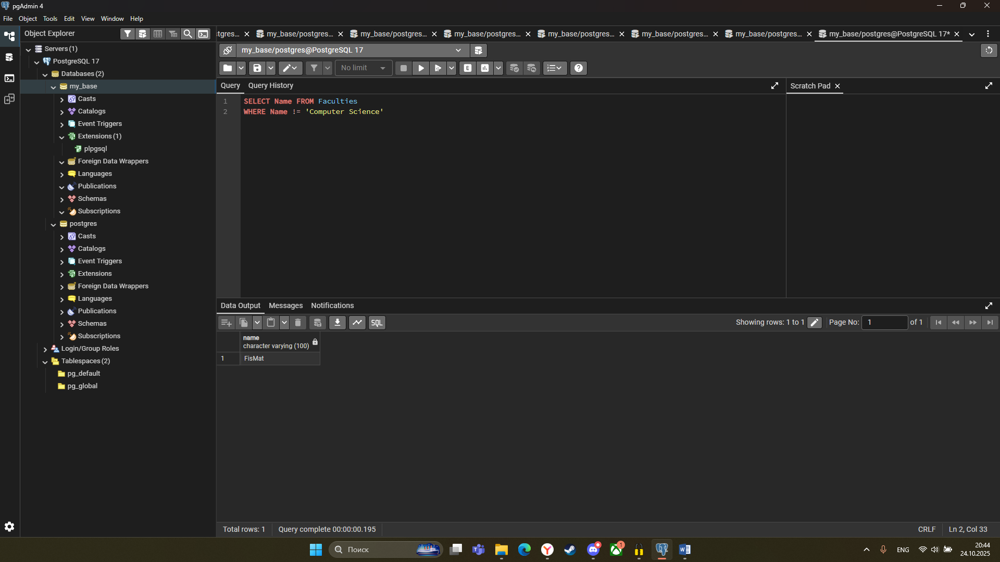 pgAdmin 4
File Object Tools Edit View Window Help
Object Explorer
tgres... my_base/postgres... my_base/postgres... my_base/postgres... my_base/postgres... my_base/postgres... my_base/postgres... my_base/postgres@PostgreSQL 17*
Servers (1)
PostgreSQL 17
Databases (2)
my_base
Casts
Catalogs
Event Triggers
Extensions (1)
plpgsql
Foreign Data Wrappers
Languages
Publications
Schemas
Subscriptions
postgres
Casts
Catalogs
Event Triggers
Extensions
Foreign Data Wrappers
Languages
Publications
Schemas
Subscriptions
Login/Group Roles
Tablespaces (2)
pg_default
pg_global
my_base/postgres@PostgreSQL 17
No limit
E
Query Query History
Scratch Pad
1 SELECT Name FROM Faculties
2 WHERE Name != 'Computer Science'
Data Output Messages Notifications
SQL
Showing rows: 1 to 1 Page No: 1 of 1
name
character varying (100)
1 FisMat
Total rows: 1 Query complete 00:00:00.195
CRLF Ln 2, Col 33
Поиск
1
ENG
20:44
24.10.2025